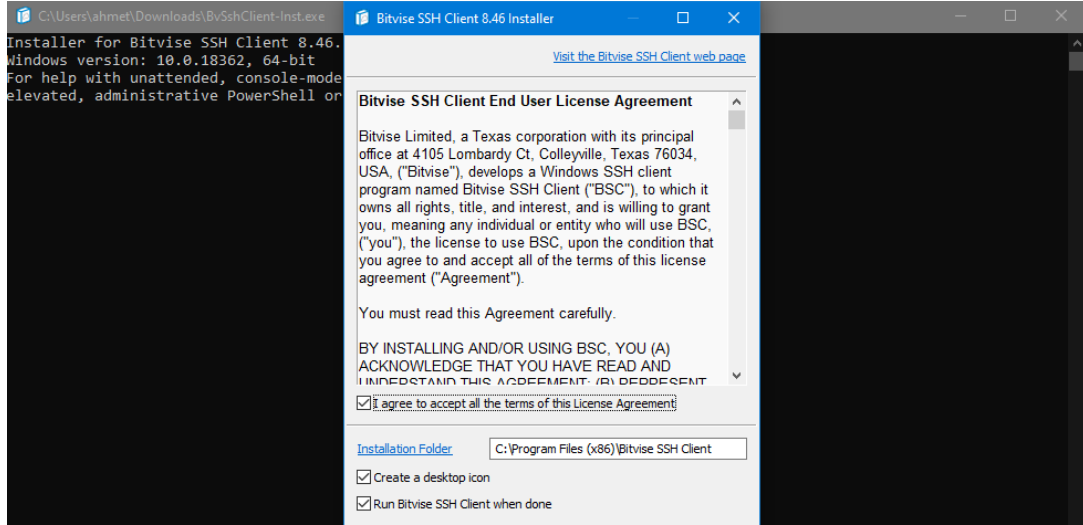 C:\Users\ahmet\Downloads\BvSshClient-Inst.exe
Installer for Bitvise SSH Client 8.46.
Windows version: 10.0.18362, 64-bit
For help with unattended, console-mode
elevated, administrative PowerShell or
Bitvise SSH Client 8.46 Installer
Visit the Bitvise SSH Client web page
Bitvise SSH Client End User License Agreement
Bitvise Limited, a Texas corporation with its principal
office at 4105 Lombardy Ct, Colleyville, Texas 76034,
USA, ("Bitvise"), develops a Windows SSH client
program named Bitvise SSH Client ("BSC"), to which it
owns all rights, title, and interest, and is willing to grant
you, meaning any individual or entity who will use BSC,
("you"), the license to use BSC, upon the condition that
you agree to and accept all of the terms of this license
agreement ("Agreement").
You must read this Agreement carefully.
BY INSTALLING AND/OR USING BSC, YOU (A)
ACKNOWLEDGE THAT YOU HAVE READ AND
UNDERSTAND THIS AGREEMENT; (B) REPRESENT
I agree to accept all the terms of this License Agreement
Installation Folder
C:\Program Files (x86)\Bitvise SSH Client
Create a desktop icon
Run Bitvise SSH Client when done